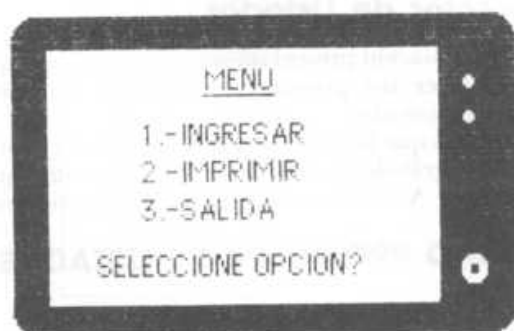 MENU
1.-INGRESAR
2.-IMPRIMIR
3.-SALIDA
SELECCIONE OPCION?